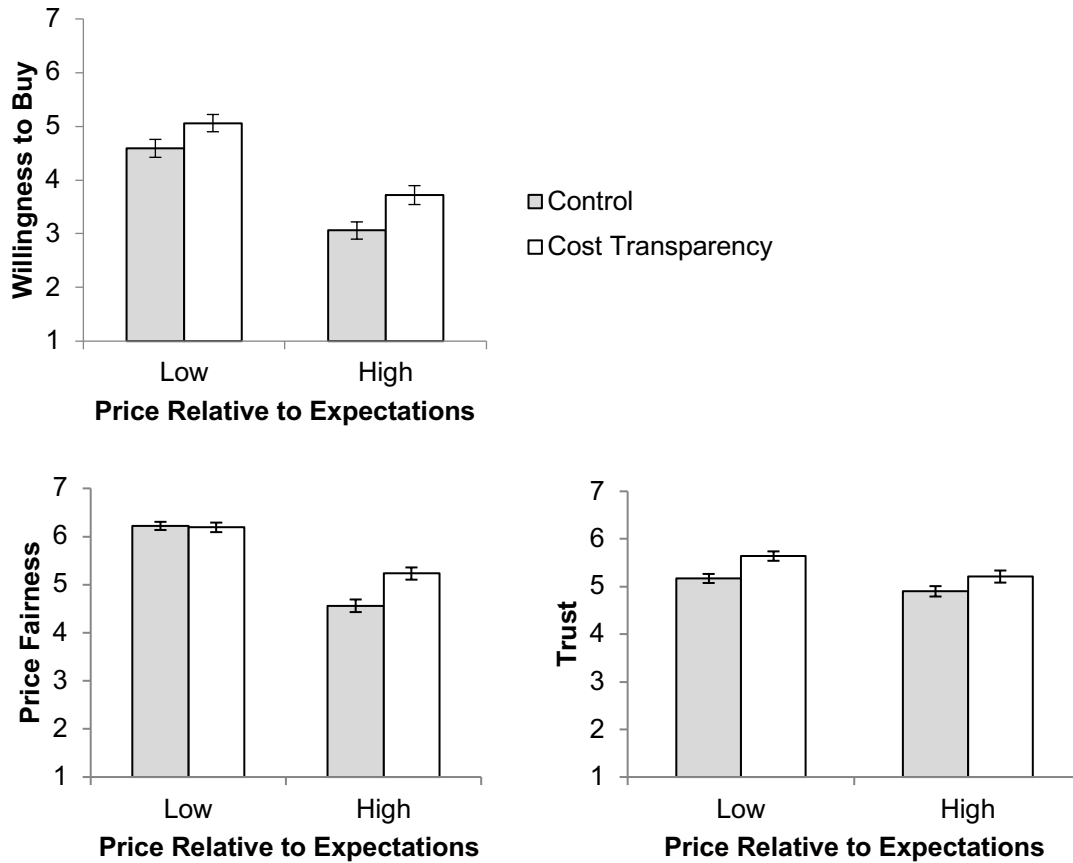 Willingness to Buy
7
6
5
4
3
2
1
Low
High
Price Relative to Expectations
Control
Cost Transparency
Price Fairness
7
6
5
4
3
2
1
Low
High
Price Relative to Expectations
Trust
7
6
5
4
3
2
1
Low
High
Price Relative to Expectations